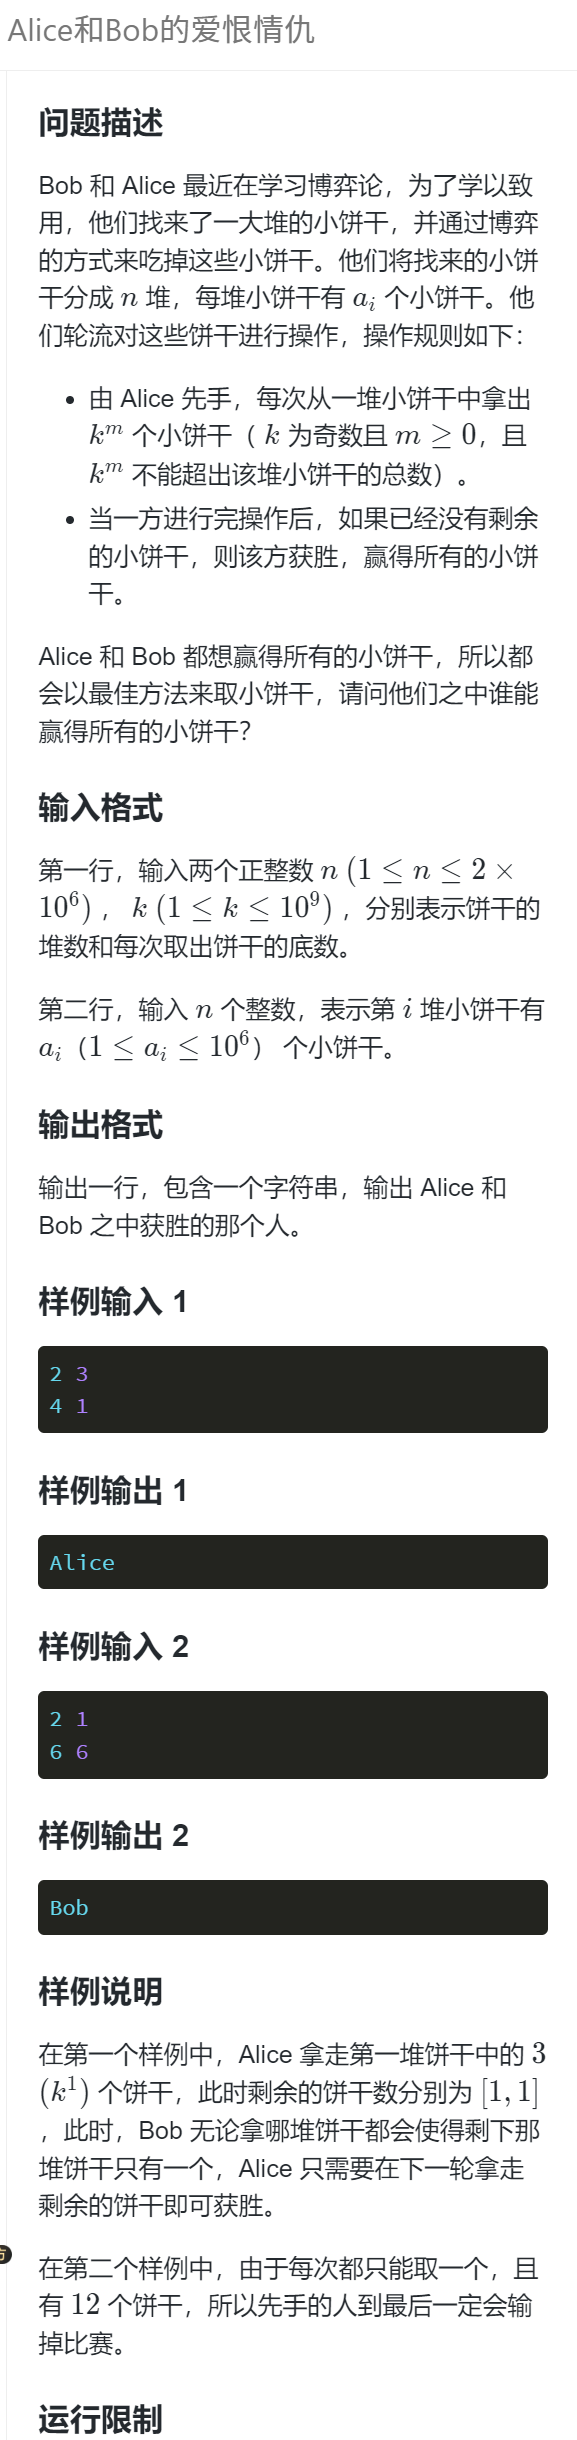 Alice和Bob的爱恨情仇
问题描述
Bob 和 Alice 最近在学习博弈论，为了学以致
用，他们找来了一大堆的小饼干，并通过博弈
的方式来吃掉这些小饼干。他们将找来的小饼
干分成 n 堆，每堆小饼干有 a_i 个小饼干。他
们轮流对这些饼干进行操作，操作规则如下：
• 由 Alice 先手，每次从一堆小饼干中拿出
k^m 个小饼干（ k 为奇数且 m ≥ 0，且
k^m 不能超出该堆小饼干的总数）。
• 当一方进行完操作后，如果已经没有剩余
的小饼干，则该方获胜，赢得所有的小饼
干。
Alice 和 Bob 都想赢得所有的小饼干，所以都
会以最佳方法来取小饼干，请问他们之中谁能
赢得所有的小饼干？
输入格式
第一行，输入两个正整数 n (1 ≤ n ≤ 2 ×
10^6) ， k (1 ≤ k ≤ 10^9) ，分别表示饼干的
堆数和每次取出饼干的底数。
第二行，输入 n 个整数，表示第 i 堆小饼干有
a_i（1 ≤ a_i ≤ 10^6） 个小饼干。
输出格式
输出一行，包含一个字符串，输出 Alice 和
Bob 之中获胜的那个人。
样例输入 1
2 3
4 1
样例输出 1
Alice
样例输入 2
2 1
6 6
样例输出 2
Bob
样例说明
在第一个样例中，Alice 拿走第一堆饼干中的 3
(k^1) 个饼干，此时剩余的饼干数分别为 [1, 1]
，此时，Bob 无论拿哪堆饼干都会使得剩下那
堆饼干只有一个，Alice 只需要在下一轮拿走
剩余的饼干即可获胜。
在第二个样例中，由于每次都只能取一个，且
有 12 个饼干，所以先手的人到最后一定会输
掉比赛。
运行限制